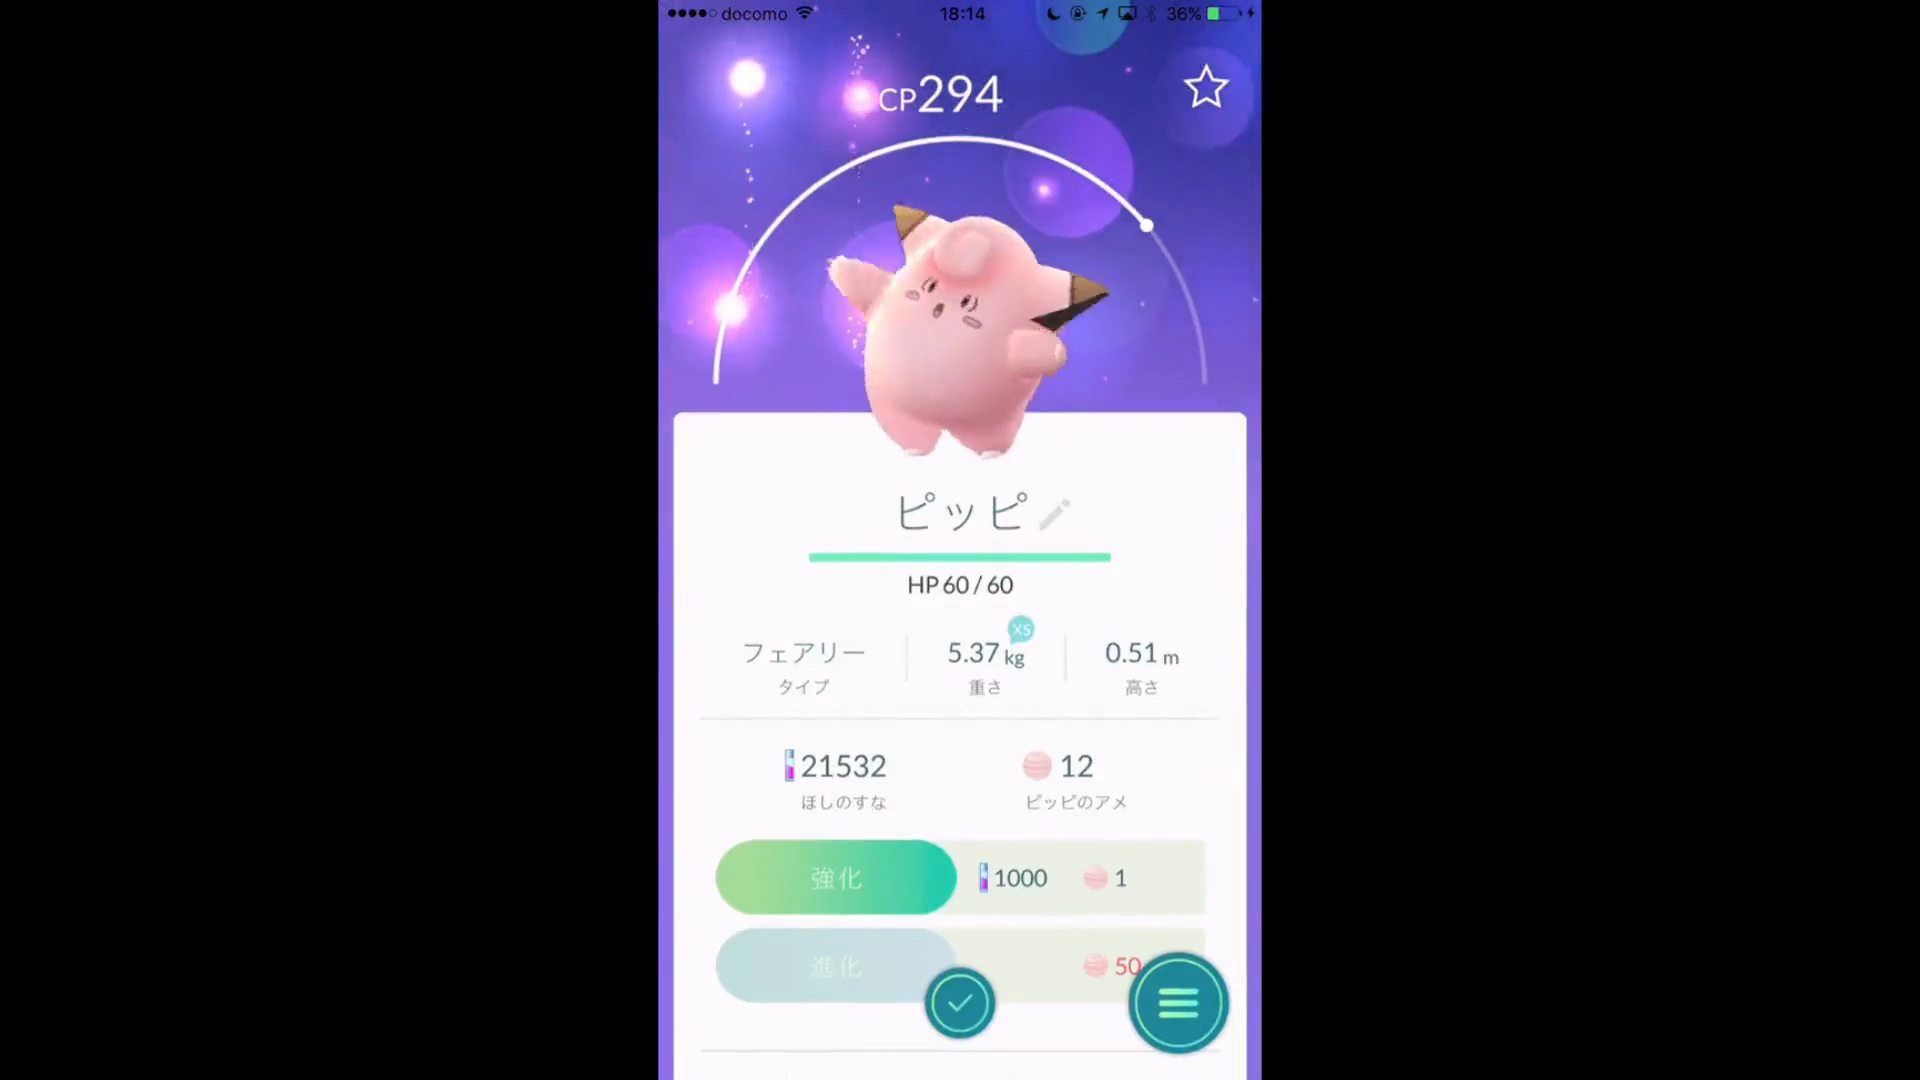 docomo 18:14 36%
CP294
ピッピ
HP 60 / 60
XS
フェアリー 5.37 kg 0.51 m
タイプ 重さ 高さ
21532 12
ほしのすな ピッピのアメ
強化 1000 1
進化 50